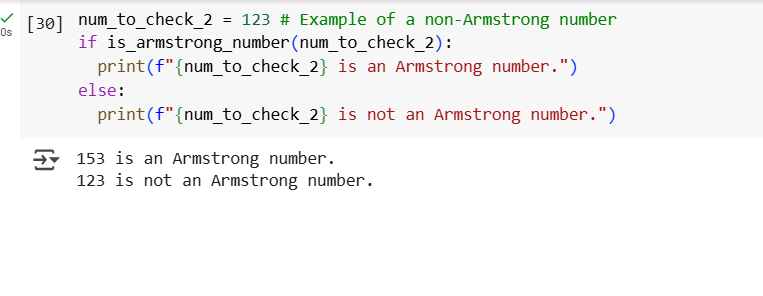 0s
[30] num_to_check_2 = 123 # Example of a non-Armstrong number
if is_armstrong_number(num_to_check_2):
  print(f"{num_to_check_2} is an Armstrong number.")
else:
  print(f"{num_to_check_2} is not an Armstrong number.")
153 is an Armstrong number.
123 is not an Armstrong number.